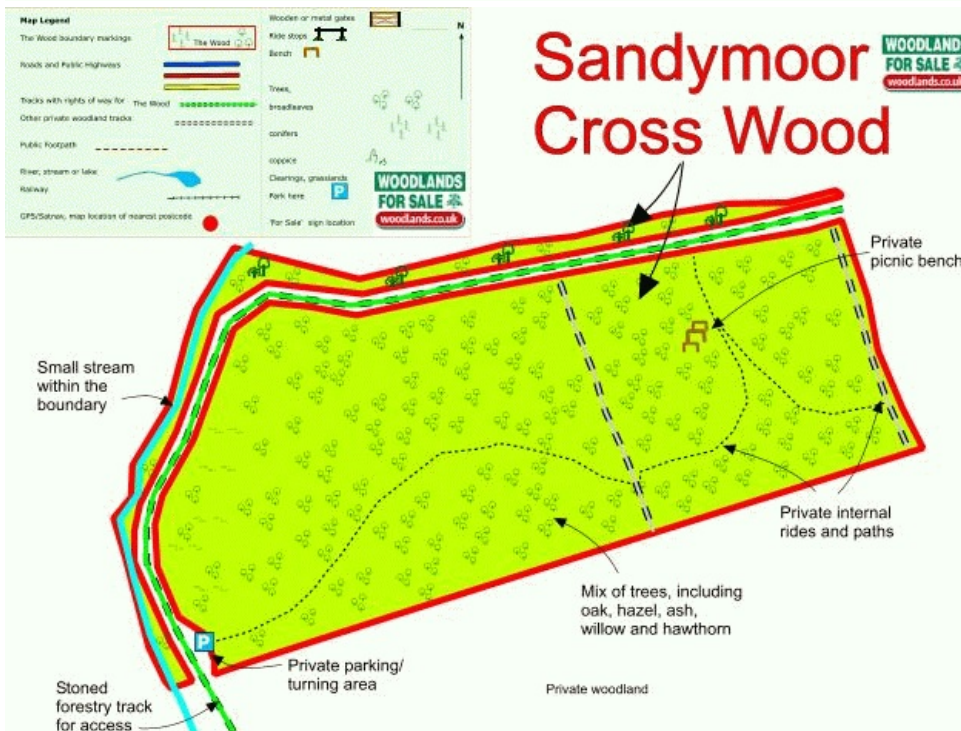 Map Legend
The Wood boundary markings
The Wood
Roads and Public Highways
Tracks with rights of way for The Wood
Other private woodland tracks
Public Footpath
River, stream or lake
Railway
GPS/Satnav, map location of nearest postcode
Wooden or metal gates
Ride stops
Bench
Trees,
broadleaves
conifers
coppice
Clearings, grasslands
Park here
P
'For Sale' sign location
N
WOODLANDS
FOR SALE
woodlands.co.uk
Sandymoor
Cross Wood
WOODLANDS
FOR SALE
woodlands.co.uk
Private
picnic bench
Small stream
within the
boundary
Private internal
rides and paths
Mix of trees, including
oak, hazel, ash,
willow and hawthorn
P
Private parking/
turning area
Private woodland
Stoned
forestry track
for access